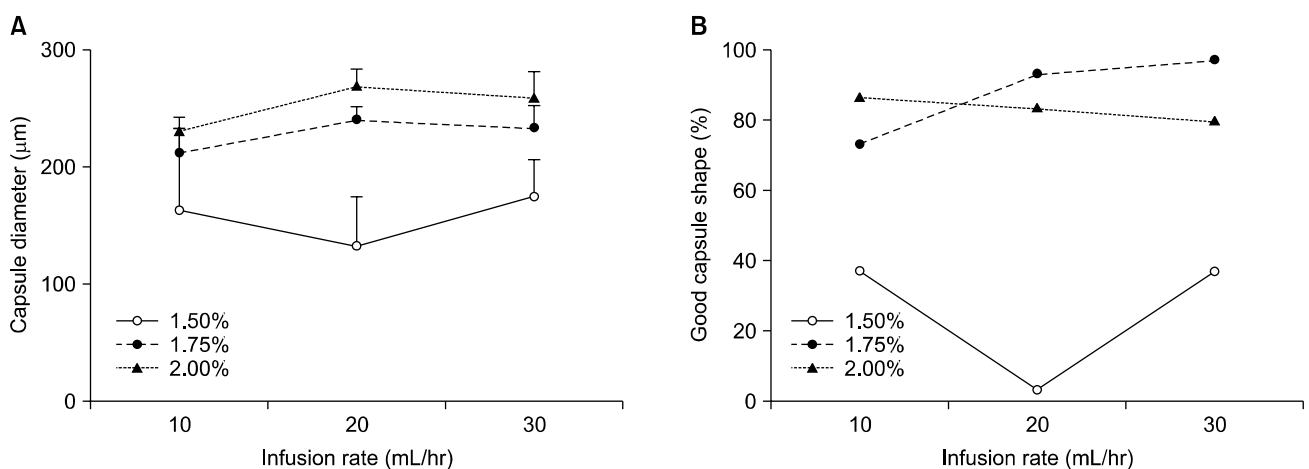 A
300
200
100
0
Capsule diameter (μm)
1.50%
1.75%
2.00%
10 20 30
Infusion rate (mL/hr)
B
100
80
60
40
20
0
Good capsule shape (%)
1.50%
1.75%
2.00%
10 20 30
Infusion rate (mL/hr)